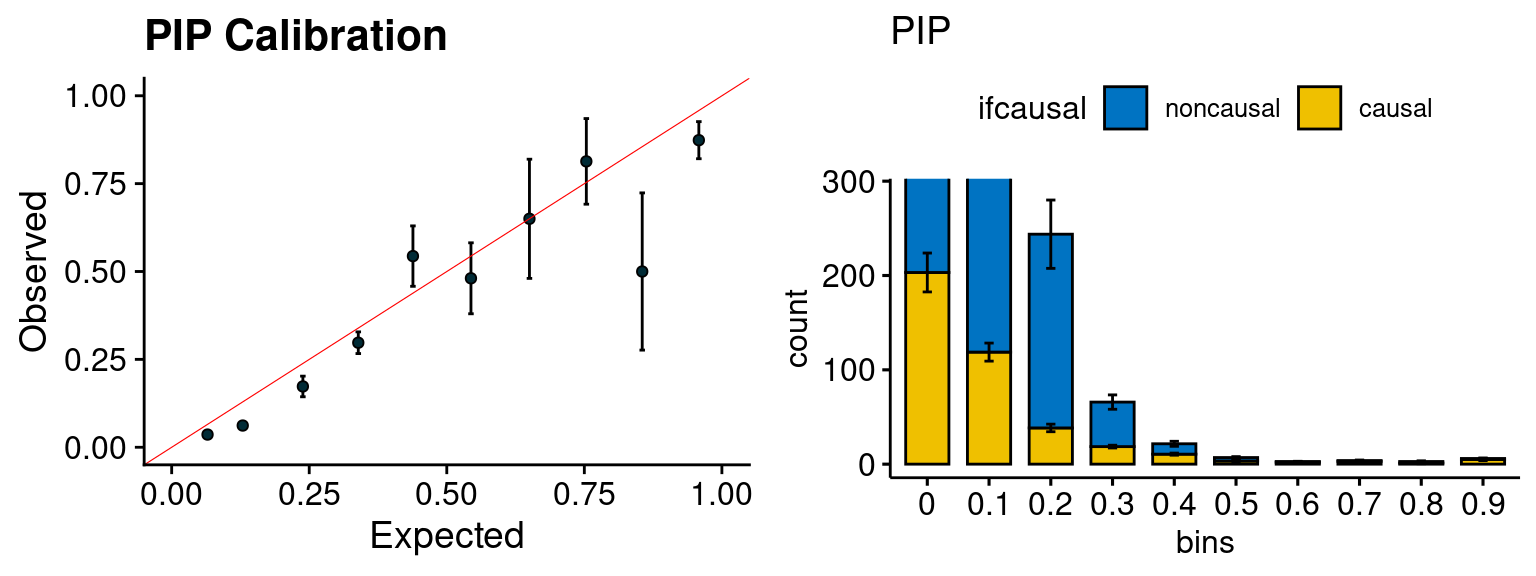 PIP Calibration
1.00
0.75
0.50
0.25
0.00
Observed
0.00 0.25 0.50 0.75 1.00
Expected
PIP
ifcausal noncausal causal
300
200
100
0
count
0 0.1 0.2 0.3 0.4 0.5 0.6 0.7 0.8 0.9
bins